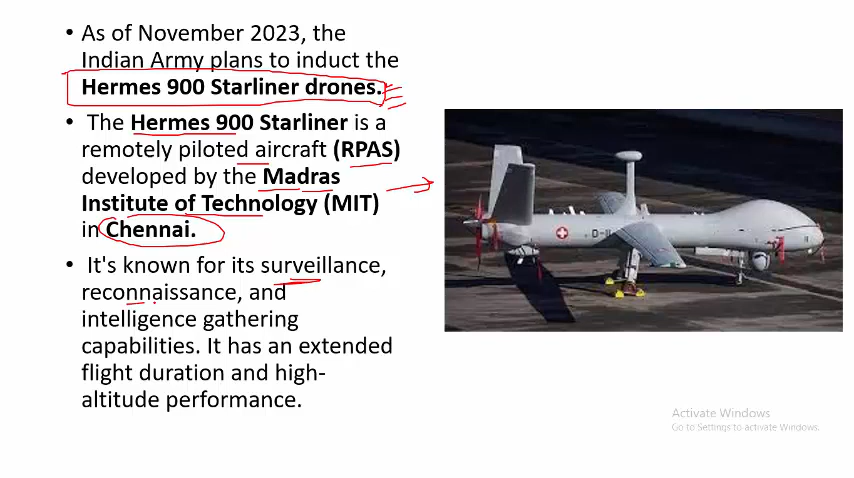 • As of November 2023, the
Indian Army plans to induct the
Hermes 900 Starliner drones.
• The Hermes 900 Starliner is a
remotely piloted aircraft (RPAS)
developed by the Madras
Institute of Technology (MIT)
in Chennai.
• It's known for its surveillance,
reconnaissance, and
intelligence gathering
capabilities. It has an extended
flight duration and high-
altitude performance.
Activate Windows
Go to Settings to activate Windows.